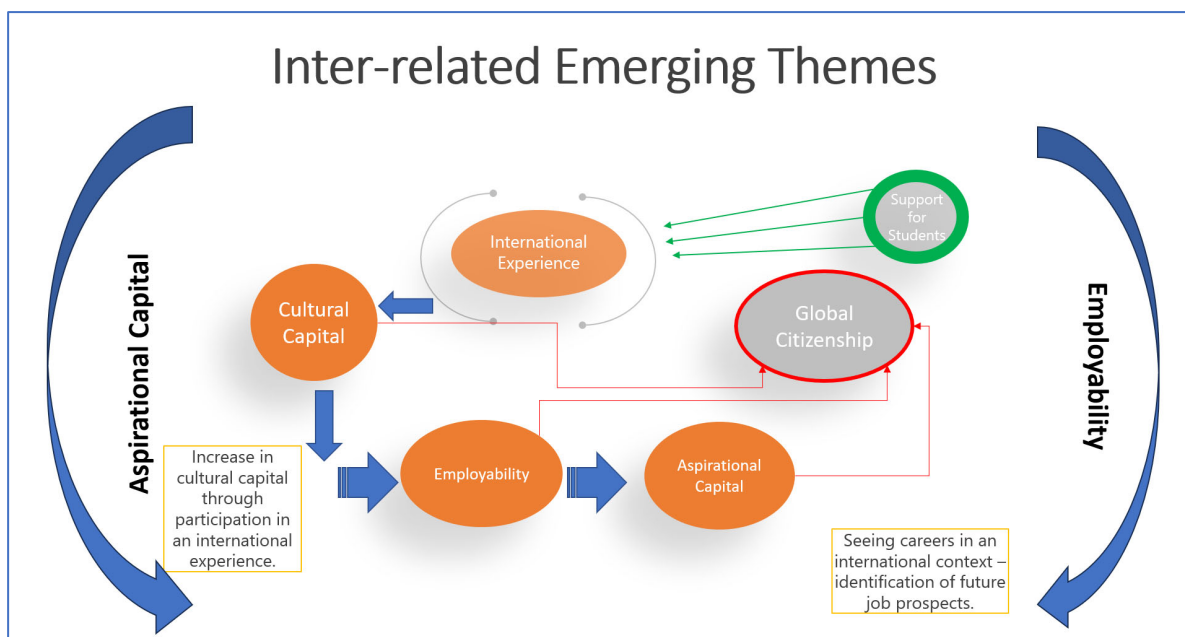 Inter-related Emerging Themes
Support
for
Students
International
Experience
Cultural
Capital
Global
Citizenship
Aspirational Capital
Employability
Increase in
cultural capital
through
participation in
an international
experience.
Employability
Aspirational
Capital
Seeing careers in an
international context –
identification of future
job prospects.